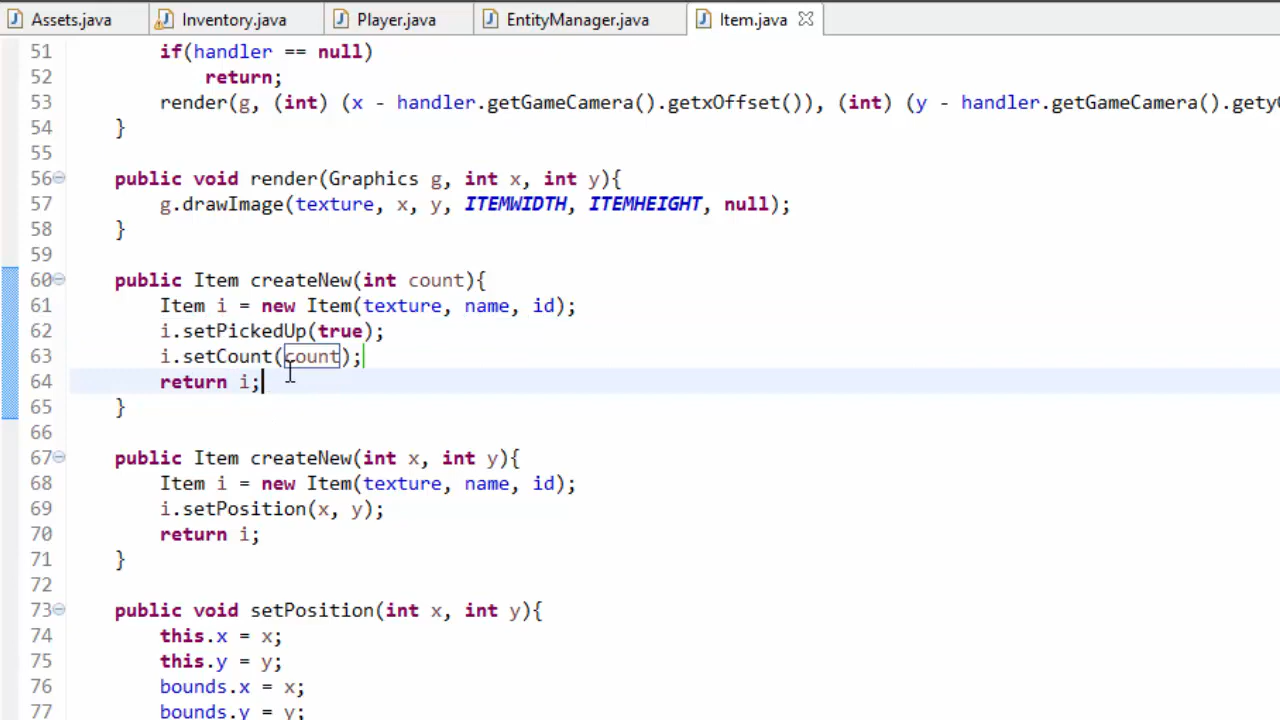 Assets.java Inventory.java Player.java EntityManager.java Item.java
51 if(handler == null)
52 return;
53 render(g, (int) (x - handler.getGameCamera().getxOffset()), (int) (y - handler.getGameCamera().gety
54 }
55
56 public void render(Graphics g, int x, int y){
57 g.drawImage(texture, x, y, ITEMWIDTH, ITEMHEIGHT, null);
58 }
59
60 public Item createNew(int count){
61 Item i = new Item(texture, name, id);
62 i.setPickedUp(true);
63 i.setCount(count);
64 return i;
65 }
66
67 public Item createNew(int x, int y){
68 Item i = new Item(texture, name, id);
69 i.setPosition(x, y);
70 return i;
71 }
72
73 public void setPosition(int x, int y){
74 this.x = x;
75 this.y = y;
76 bounds.x = x;
77 bounds.y = y;